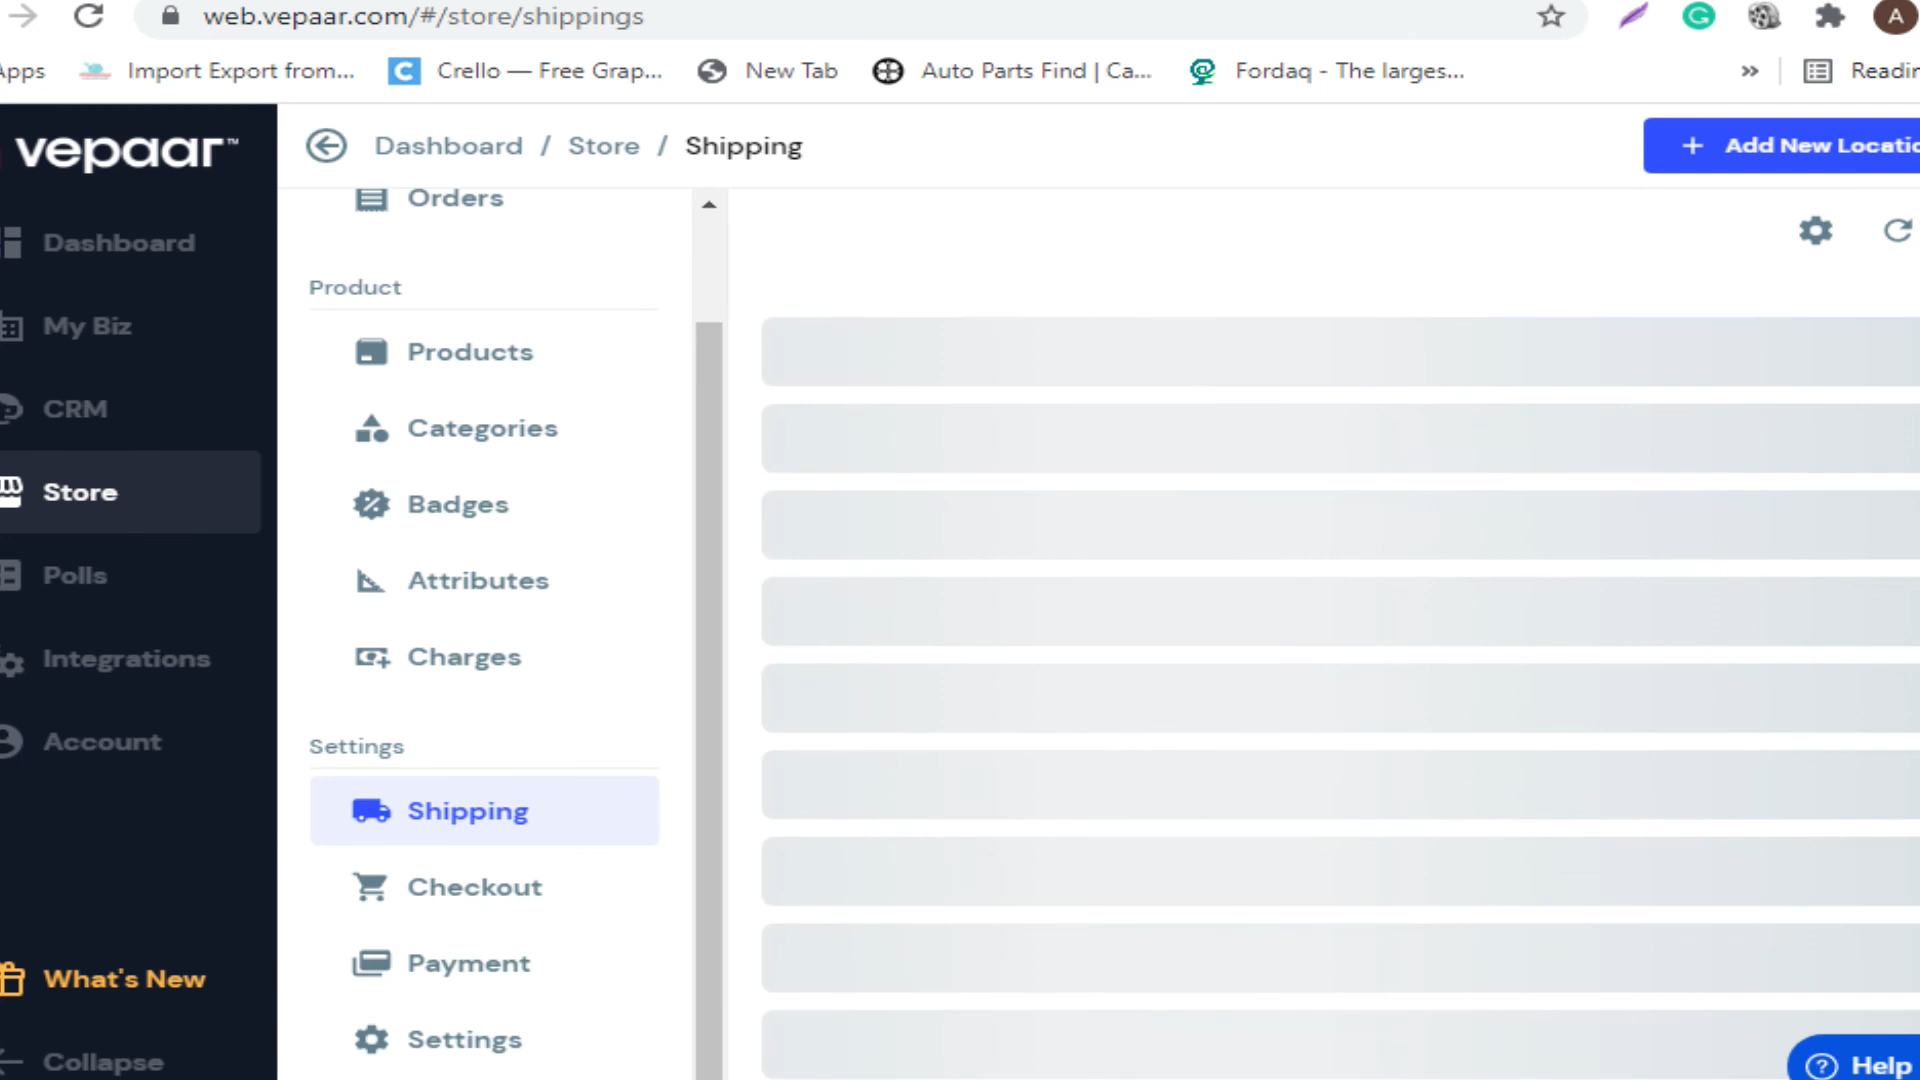 web.vepaar.com/#/store/shippings
Apps Import Export from... Crello — Free Grap... New Tab Auto Parts Find | Ca... Fordaq - The larges... » Readin
vepaar™
Dashboard / Store / Shipping
+ Add New Locatio
Dashboard
My Biz
CRM
Store
Polls
Integrations
Account
What's New
Collapse
Orders
Product
Products
Categories
Badges
Attributes
Charges
Settings
Shipping
Checkout
Payment
Settings
Help
A